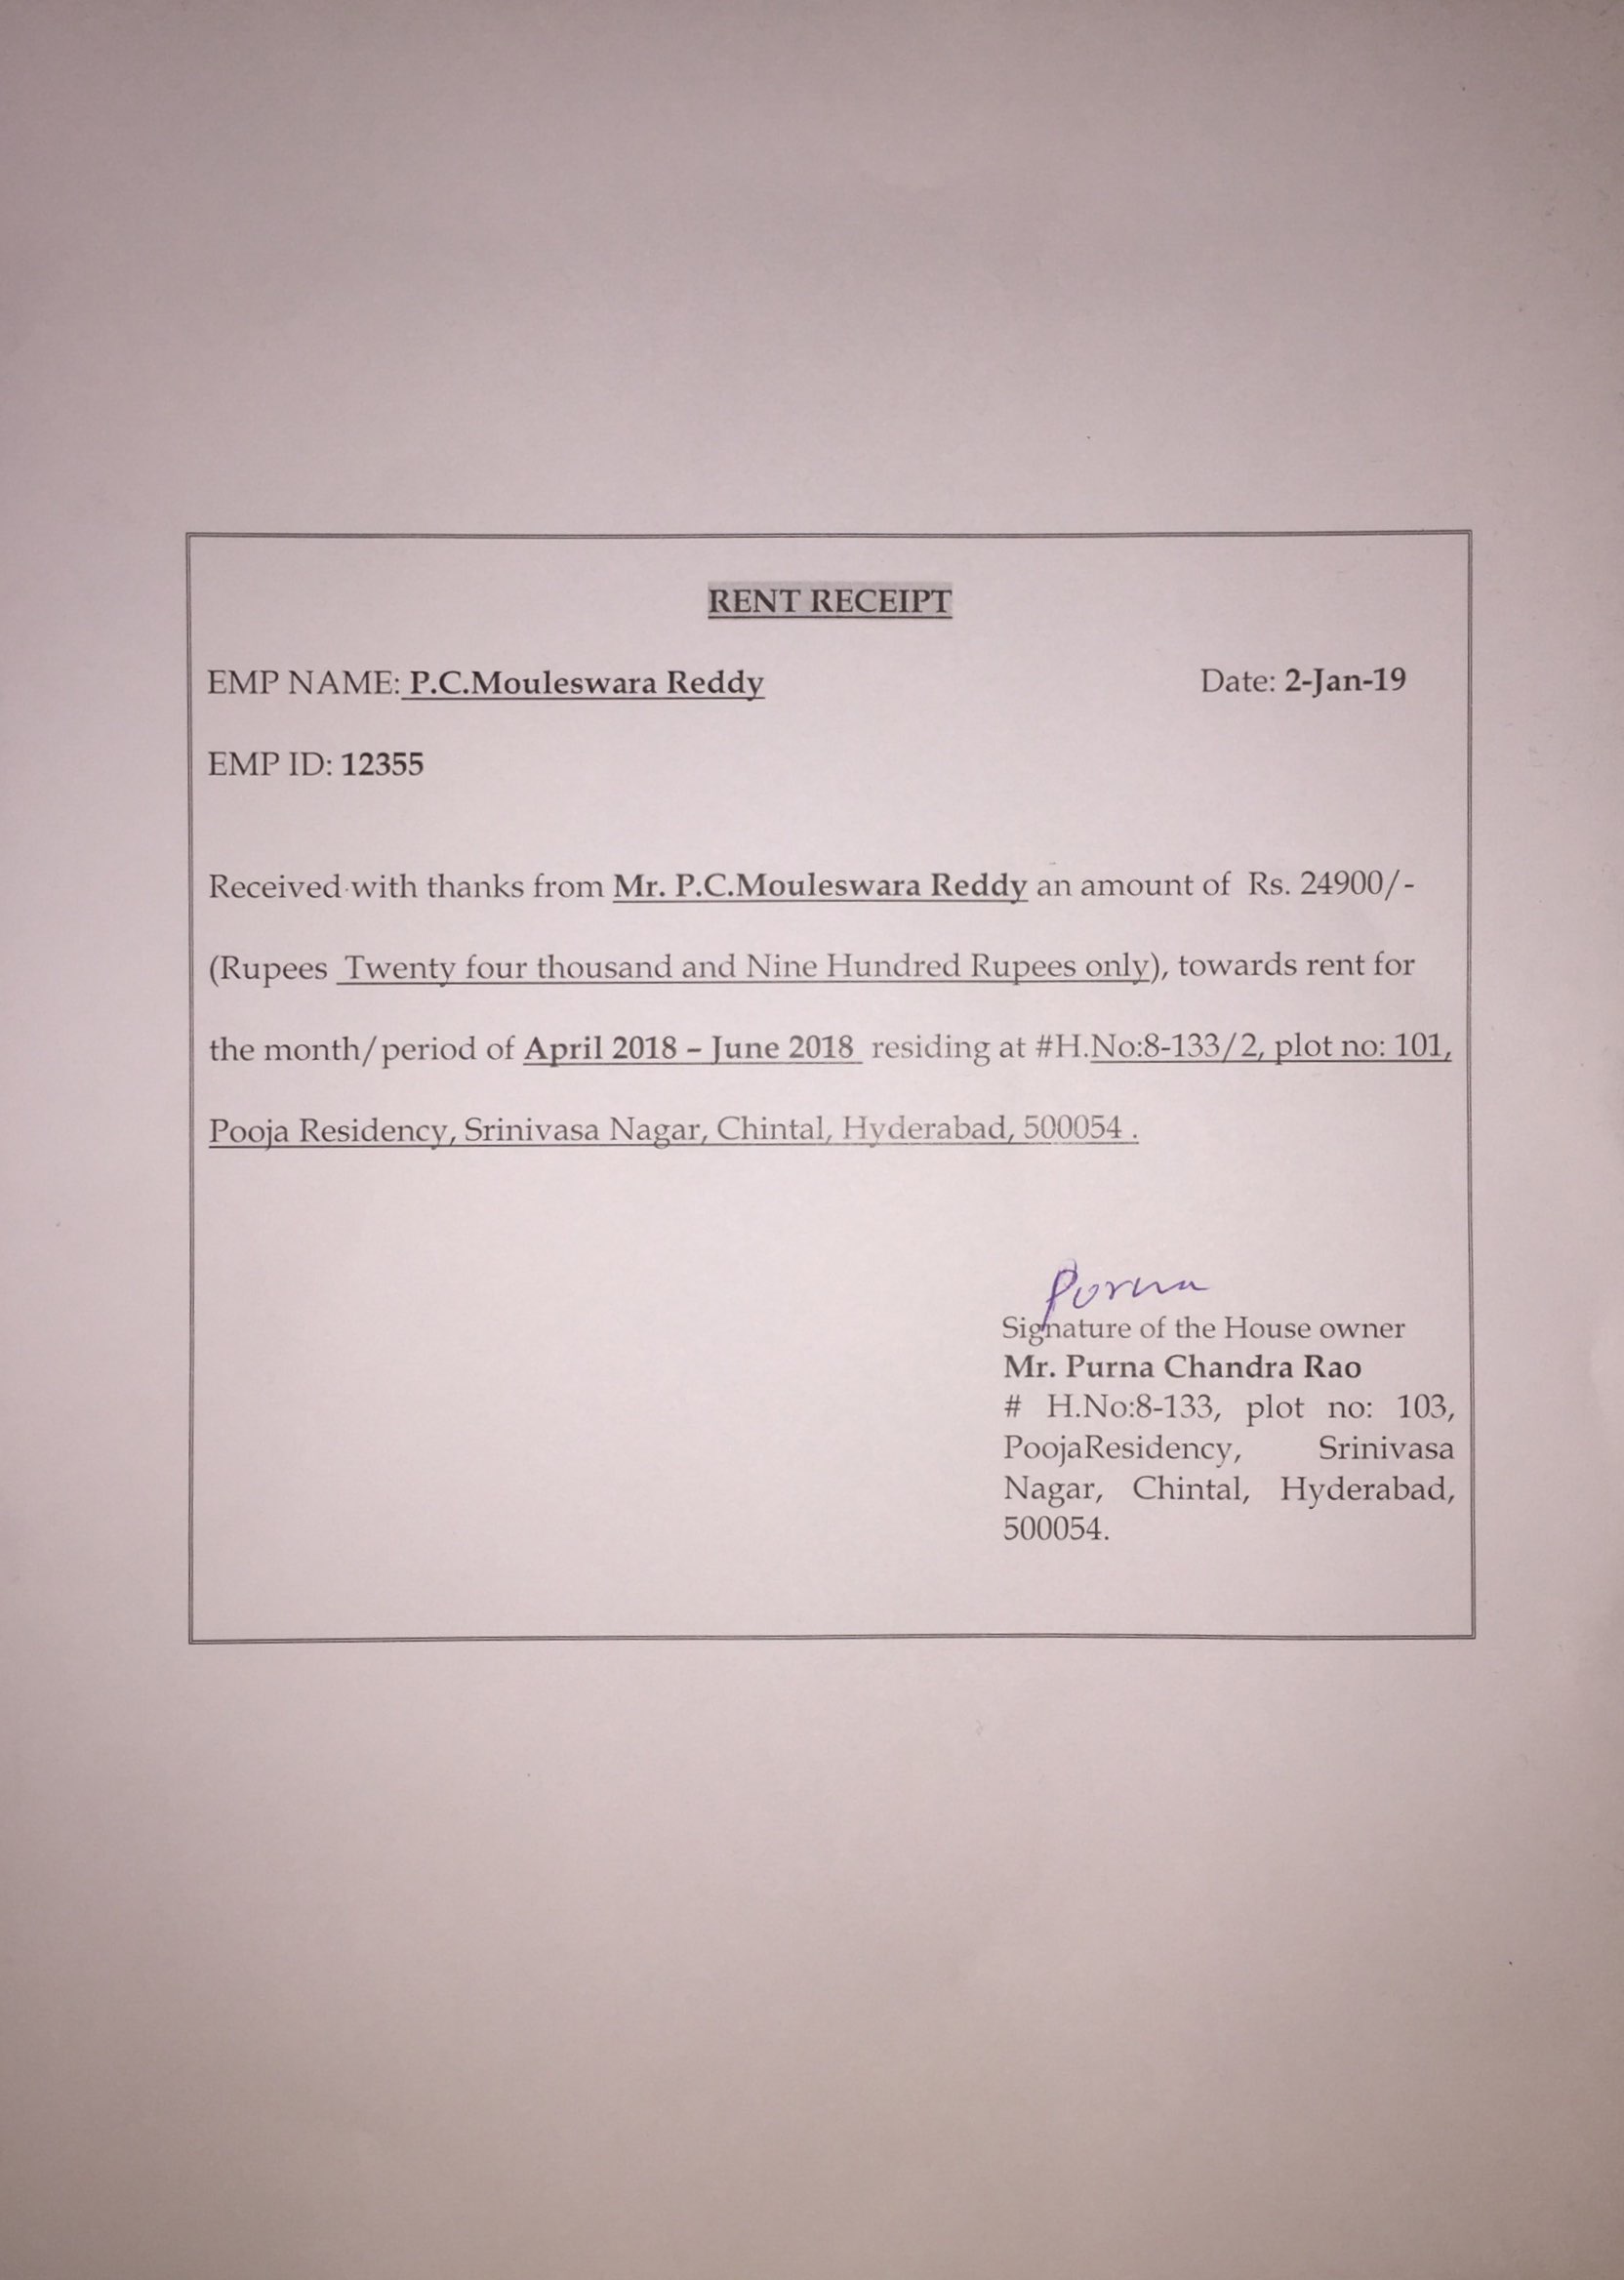 RENT RECEIPT
EMP NAME: P.C.Mouleswara Reddy Date: 2-Jan-19
EMP ID: 12355
Received with thanks from Mr. P.C.Mouleswara Reddy an amount of Rs. 24900/-
(Rupees Twenty four thousand and Nine Hundred Rupees only), towards rent for
the month/period of April 2018 – June 2018 residing at #H.No:8-133/2, plot no: 101,
Pooja Residency, Srinivasa Nagar, Chintal, Hyderabad, 500054 .
Purna
Signature of the House owner
Mr. Purna Chandra Rao
# H.No:8-133, plot no: 103,
PoojaResidency, Srinivasa
Nagar, Chintal, Hyderabad,
500054.